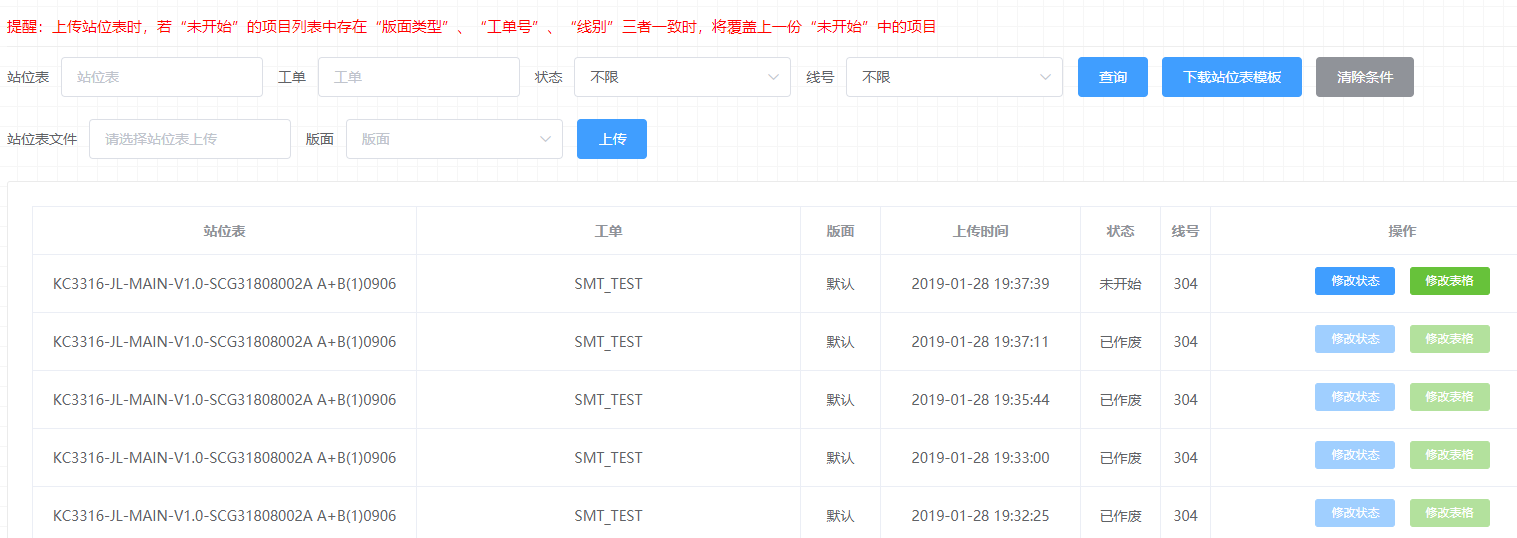 提醒：上传站位表时，若“未开始”的项目列表中存在“版面类型”、“工单号”、“线别”三者一致时，将覆盖上一份“未开始”中的项目
站位表 站位表 工单 工单 状态 不限 线号 不限 查询 下载站位表模板 清除条件
站位表文件 请选择站位表上传 版面 版面 上传
站位表 工单 版面 上传时间 状态 线号 操作
KC3316-JL-MAIN-V1.0-SCG31808002A A+B(1)0906 SMT_TEST 默认 2019-01-28 19:37:39 未开始 304 修改状态 修改表格
KC3316-JL-MAIN-V1.0-SCG31808002A A+B(1)0906 SMT_TEST 默认 2019-01-28 19:37:11 已作废 304 修改状态 修改表格
KC3316-JL-MAIN-V1.0-SCG31808002A A+B(1)0906 SMT_TEST 默认 2019-01-28 19:35:44 已作废 304 修改状态 修改表格
KC3316-JL-MAIN-V1.0-SCG31808002A A+B(1)0906 SMT_TEST 默认 2019-01-28 19:33:00 已作废 304 修改状态 修改表格
KC3316-JL-MAIN-V1.0-SCG31808002A A+B(1)0906 SMT_TEST 默认 2019-01-28 19:32:25 已作废 304 修改状态 修改表格